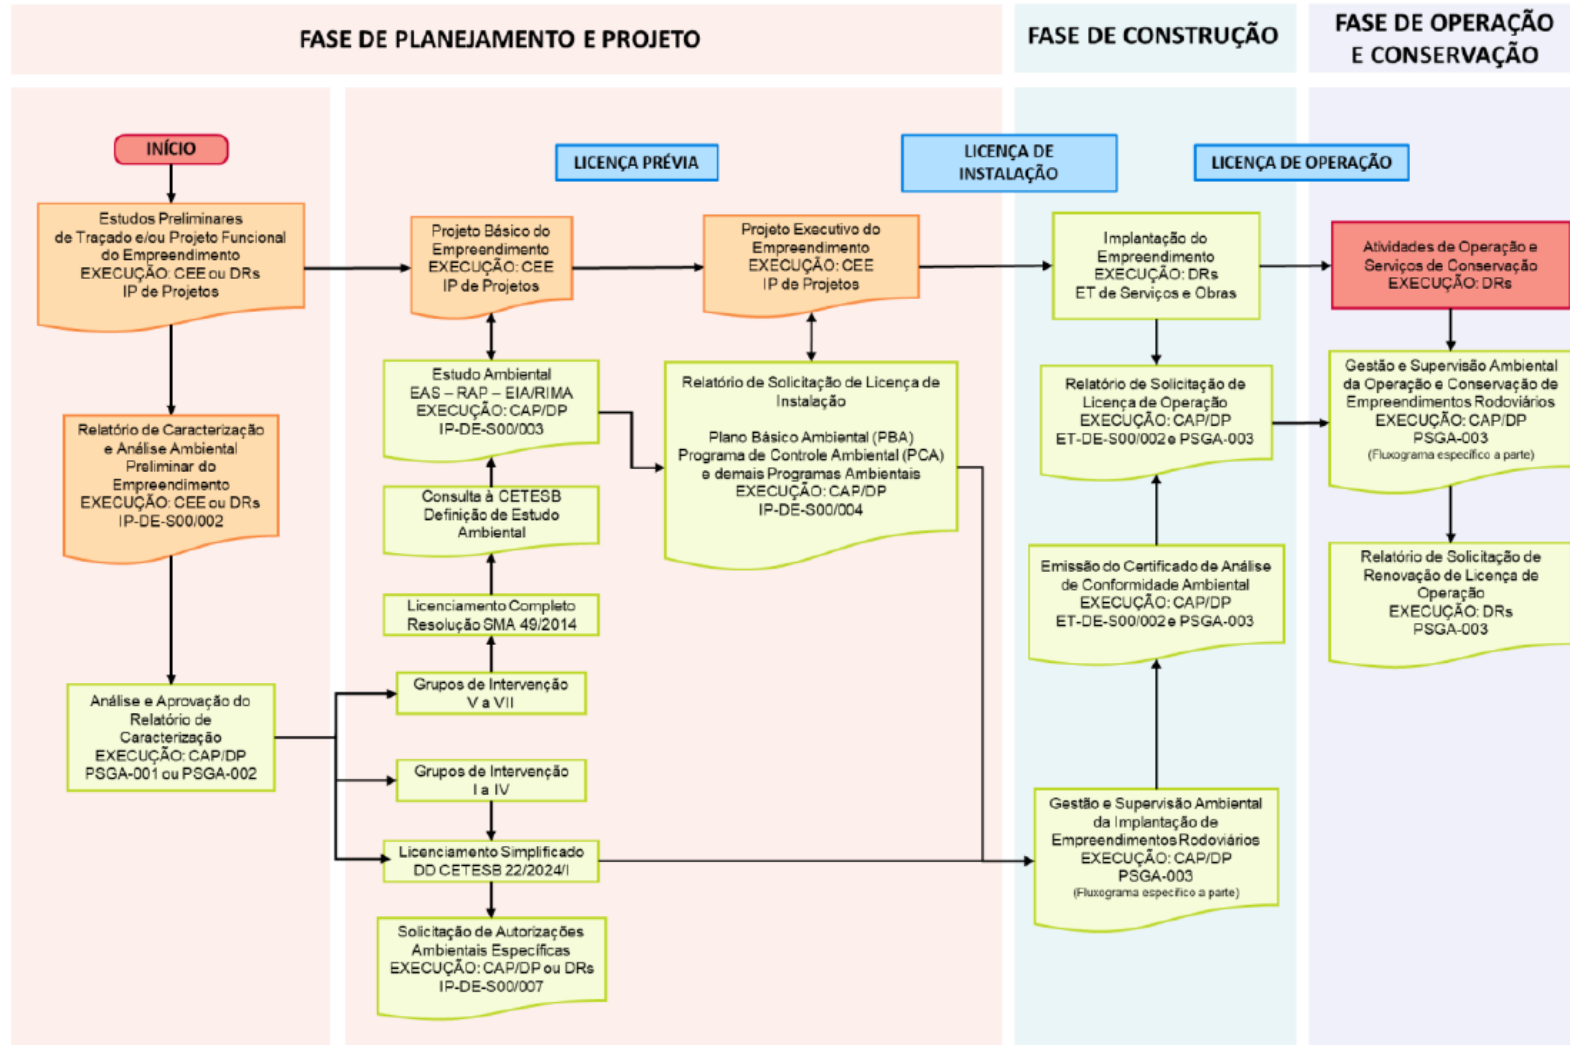 FASE DE PLANEJAMENTO E PROJETO
FASE DE CONSTRUÇÃO
FASE DE OPERAÇÃO
E CONSERVAÇÃO
INÍCIO
LICENÇA PRÉVIA
LICENÇA DE
INSTALAÇÃO
LICENÇA DE OPERAÇÃO
Estudos Preliminares
de Traçado e/ou Projeto Funcional
do Empreendimento
EXECUÇÃO: CEE ou DRs
IP de Projetos
Projeto Básico do
Empreendimento
EXECUÇÃO: CEE
IP de Projetos
Projeto Executivo do
Empreendimento
EXECUÇÃO: CEE
IP de Projetos
Implantação do
Empreendimento
EXECUÇÃO: DRs
ET de Serviços e Obras
Atividades de Operação e
Serviços de Conservação
EXECUÇÃO: DRs
Relatório de Caracterização
e Análise Ambiental
Preliminar do
Empreendimento
EXECUÇÃO: CEE ou DRs
IP-DE-S00/002
Estudo Ambiental
EAS – RAP – EIA/RIMA
EXECUÇÃO: CAP/DP
IP-DE-S00/003
Relatório de Solicitação de Licença de
Instalação
Plano Básico Ambiental (PBA)
Programa de Controle Ambiental (PCA)
e demais Programas Ambientais
EXECUÇÃO: CAP/DP
IP-DE-S00/004
Relatório de Solicitação de
Licença de Operação
EXECUÇÃO: CAP/DP
ET-DE-S00/002 e PSGA-003
Gestão e Supervisão Ambiental
da Operação e Conservação de
Empreendimentos Rodoviários
EXECUÇÃO: CAP/DP
PSGA-003
(Fluxograma específico a parte)
Consulta à CETESB
Definição de Estudo
Ambiental
Licenciamento Completo
Resolução SMA 49/2014
Emissão do Certificado de Análise
de Conformidade Ambiental
EXECUÇÃO: CAP/DP
ET-DE-S00/002 e PSGA-003
Relatório de Solicitação de
Renovação de Licença de
Operação
EXECUÇÃO: DRs
PSGA-003
Análise e Aprovação do
Relatório de
Caracterização
EXECUÇÃO: CAP/DP
PSGA-001 ou PSGA-002
Grupos de Intervenção
V a VII
Grupos de Intervenção
I a IV
Licenciamento Simplificado
DD CETESB 22/2024/I
Gestão e Supervisão Ambiental
da Implantação de
Empreendimentos Rodoviários
EXECUÇÃO: CAP/DP
PSGA-003
(Fluxograma específico a parte)
Solicitação de Autorizações
Ambientais Específicas
EXECUÇÃO: CAP/DP ou DRs
IP-DE-S00/007